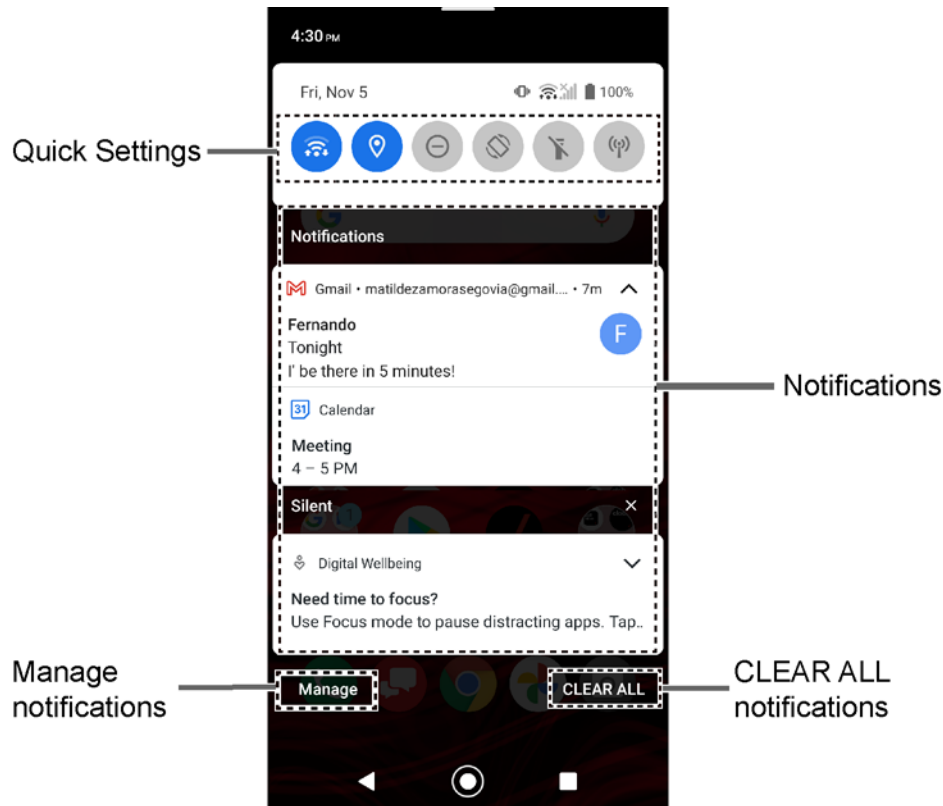 4:30 PM
Fri, Nov 5
100%
Quick Settings
Notifications
Gmail • matildezamorasegovia@gmail.... • 7m
Fernando
F
Tonight
I' be there in 5 minutes!
Notifications
31 Calendar
Meeting
4 – 5 PM
Silent
Digital Wellbeing
Need time to focus?
Use Focus mode to pause distracting apps. Tap..
Manage
notifications
Manage
CLEAR ALL
CLEAR ALL
notifications